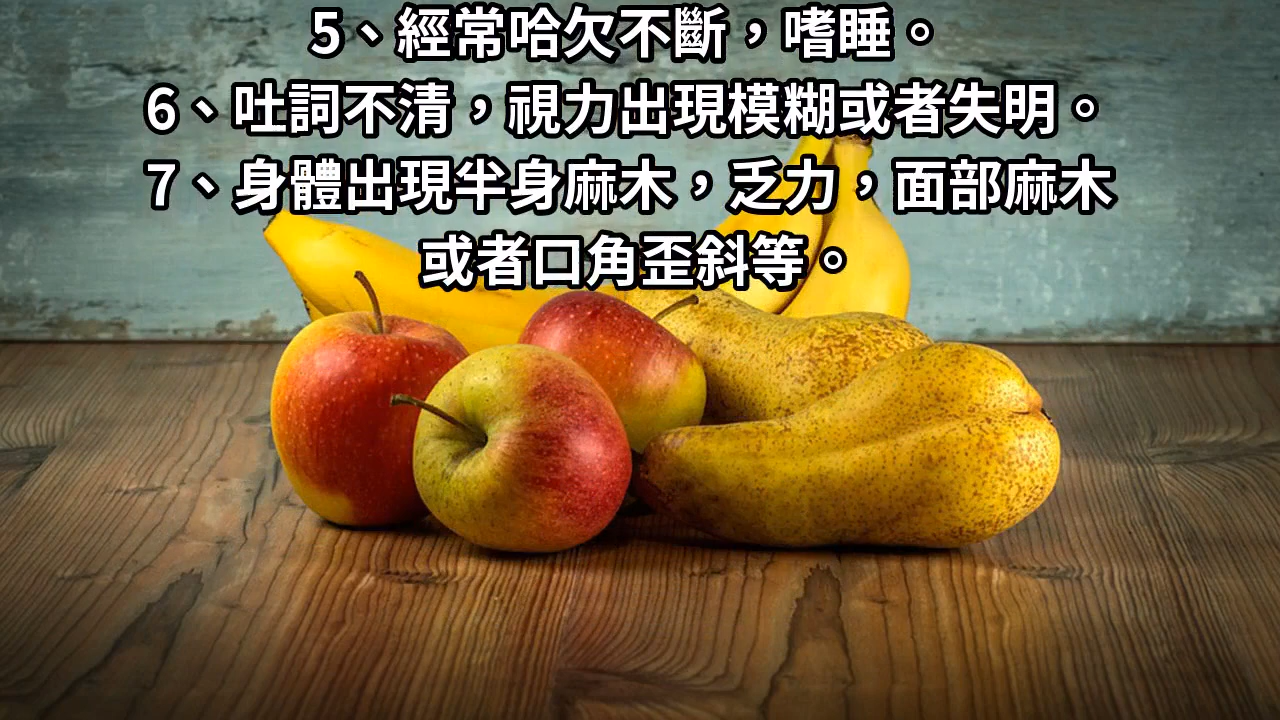 5、經常哈欠不斷，嗜睡。
6、吐詞不清，視力出現模糊或者失明。
7、身體出現半身麻木，乏力，面部麻木
或者口角歪斜等。